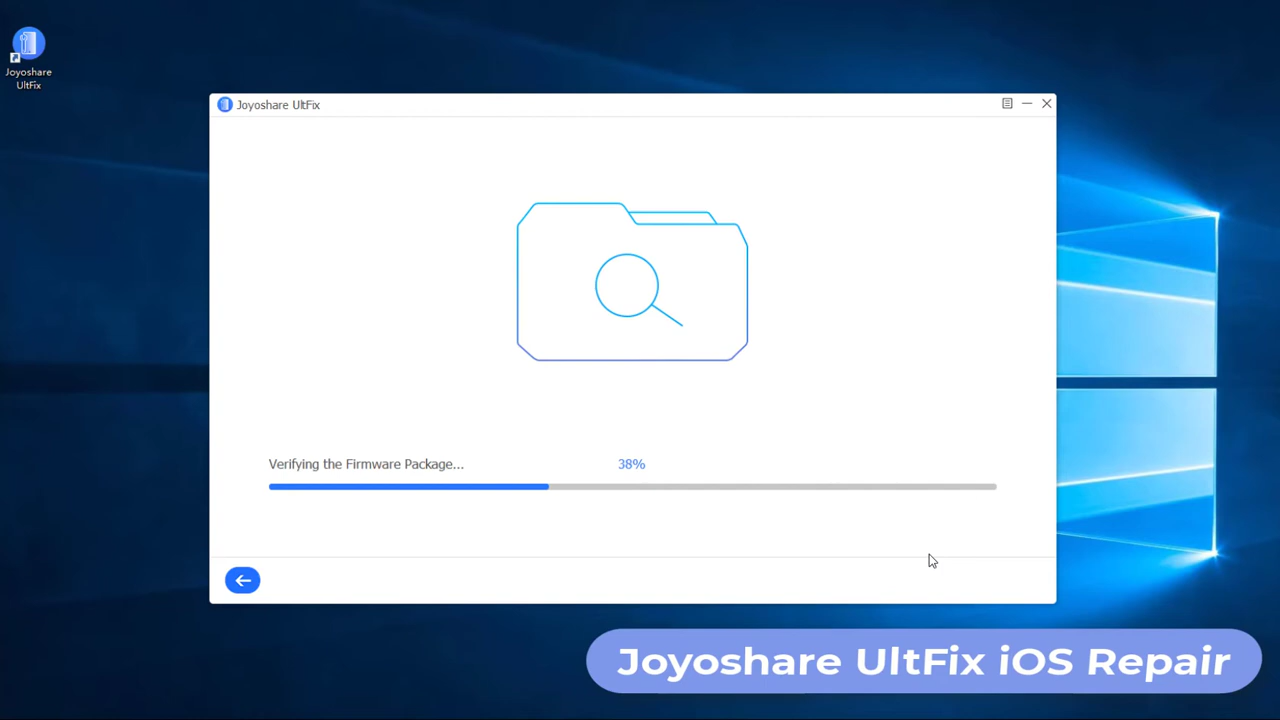 Joyoshare
UltFix
Joyoshare UltFix
Verifying the Firmware Package... 38%
Joyoshare UltFix iOS Repair